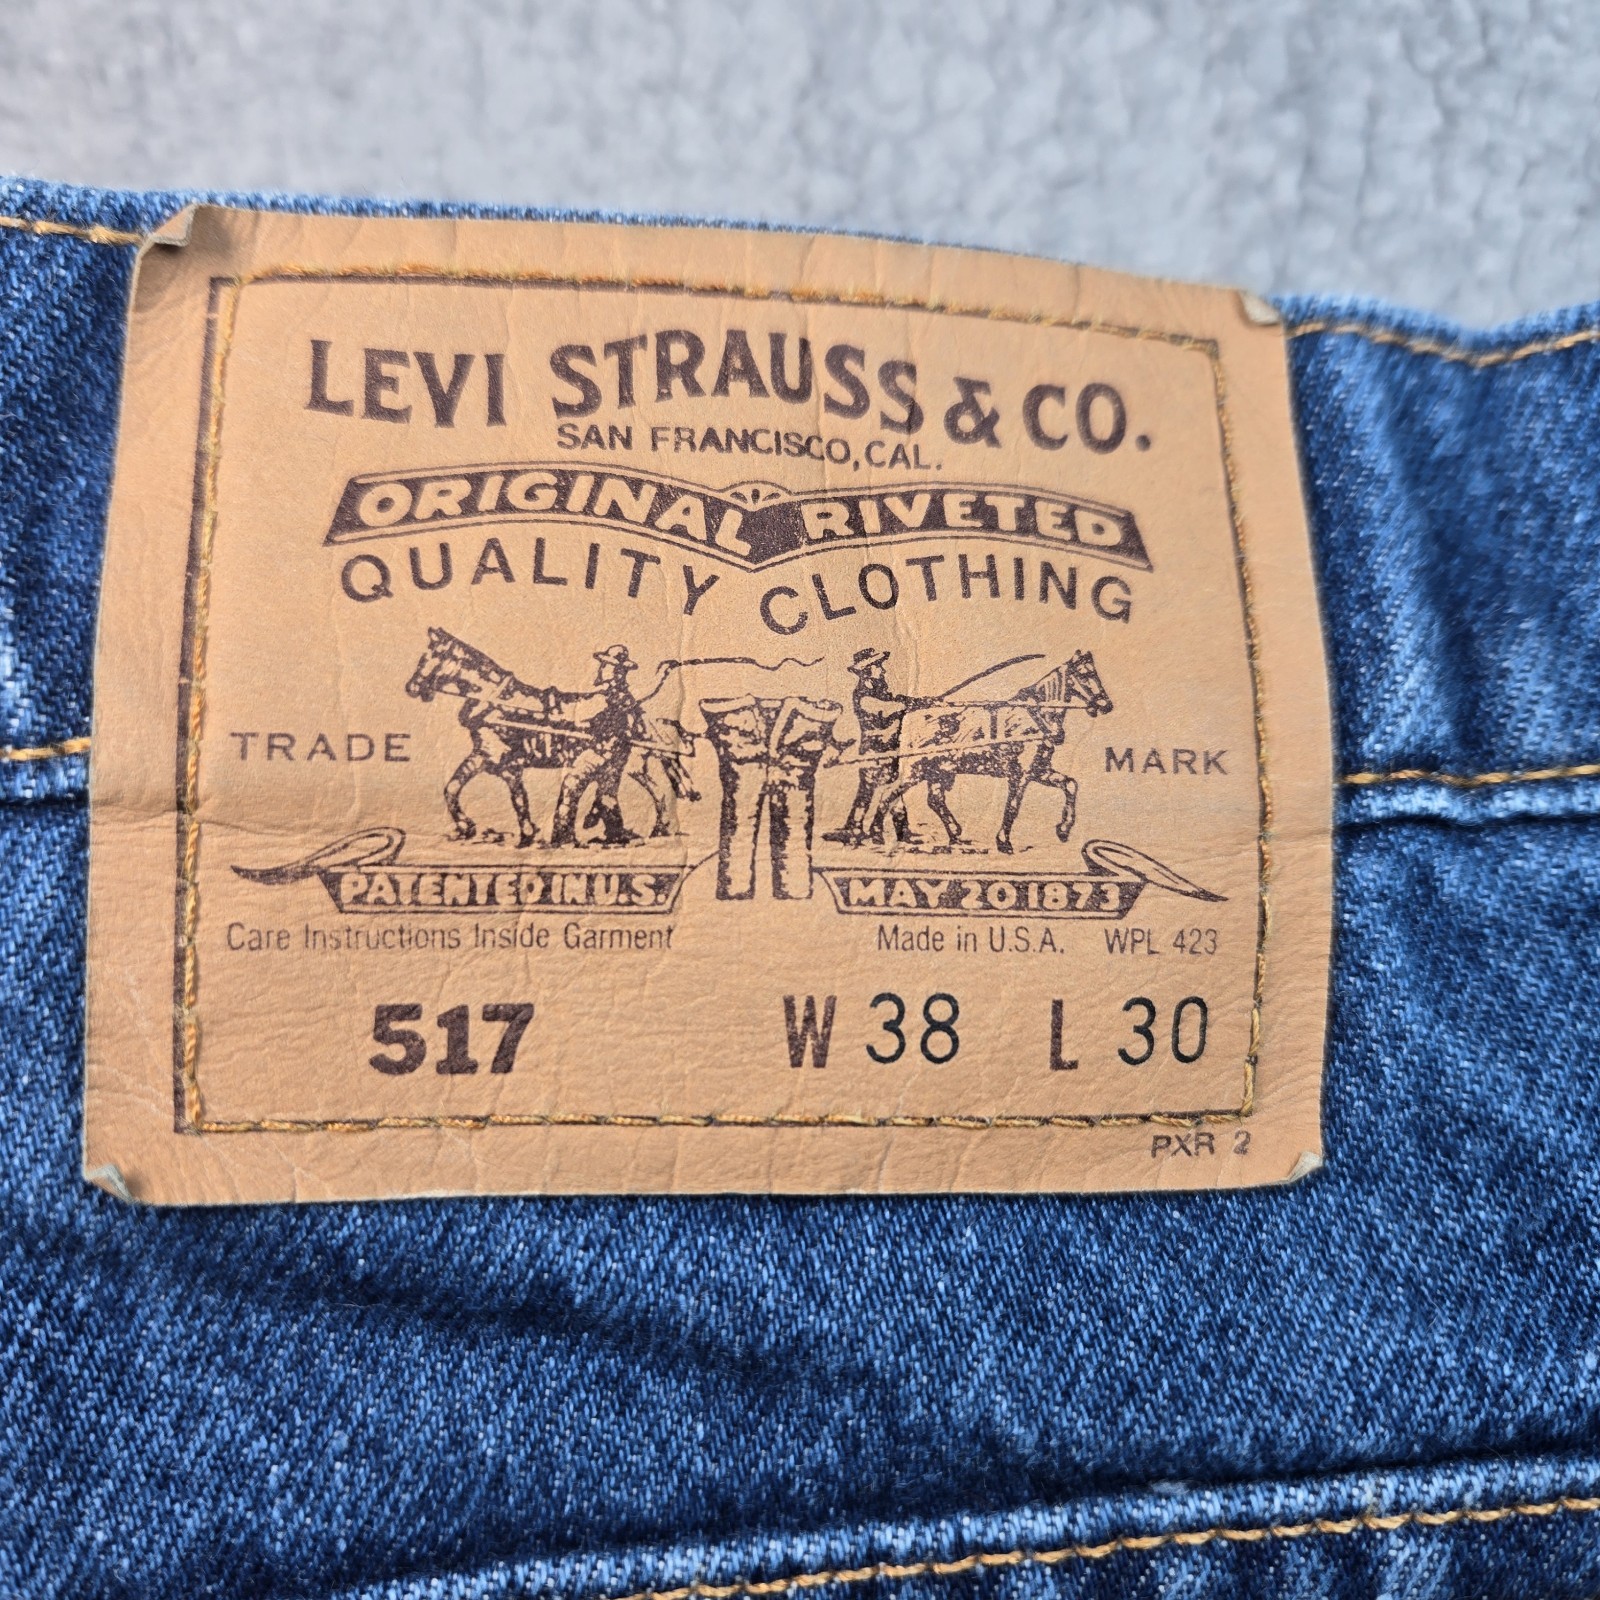 LEVI STRAUSS & CO.
SAN FRANCISCO, CAL.
ORIGINAL RIVETED
QUALITY CLOTHING
TRADE MARK
PATENTED IN U.S. MAY 20 1873
Care Instructions Inside Garment Made in U.S.A. WPL 423
517 W 38 L 30
PXR 2